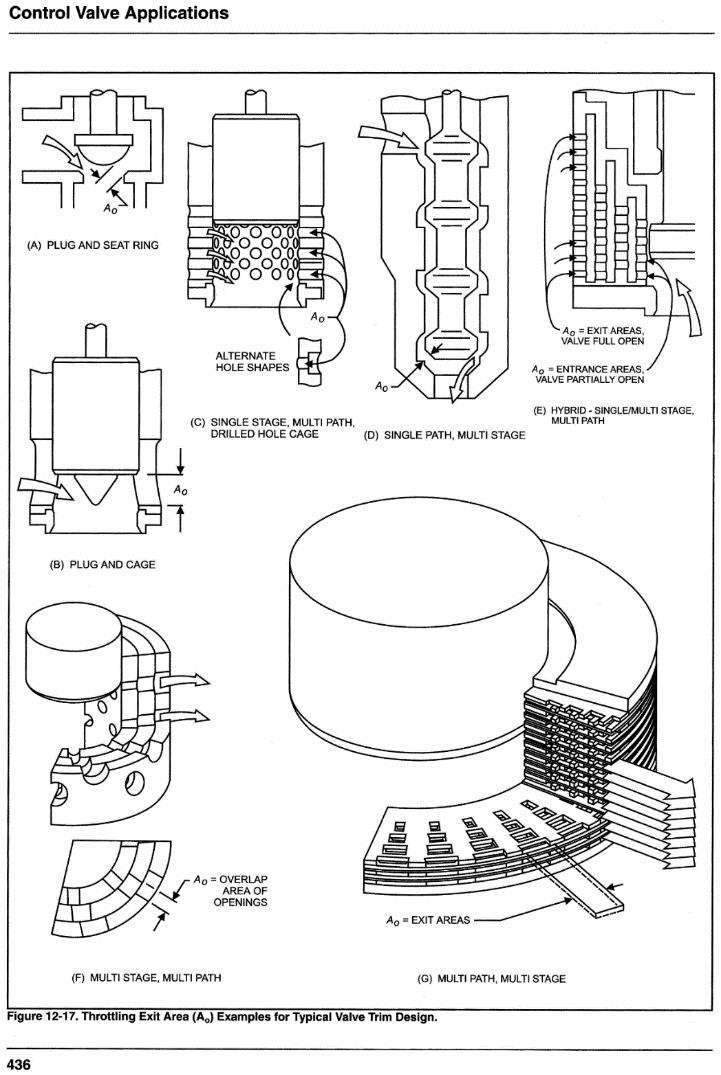 Control Valve Applications
Ao
(A) PLUG AND SEAT RING
Ao
(B) PLUG AND CAGE
Ao
ALTERNATE
HOLE SHAPES
(C) SINGLE STAGE, MULTI PATH,
DRILLED HOLE CAGE
Ao
(D) SINGLE PATH, MULTI STAGE
Ao = EXIT AREAS,
VALVE FULL OPEN
Ao = ENTRANCE AREAS,
VALVE PARTIALLY OPEN
(E) HYBRID - SINGLE/MULTI STAGE,
MULTI PATH
Ao = OVERLAP
AREA OF
OPENINGS
(F) MULTI STAGE, MULTI PATH
Ao = EXIT AREAS
(G) MULTI PATH, MULTI STAGE
Figure 12-17. Throttling Exit Area (Ao) Examples for Typical Valve Trim Design.
436